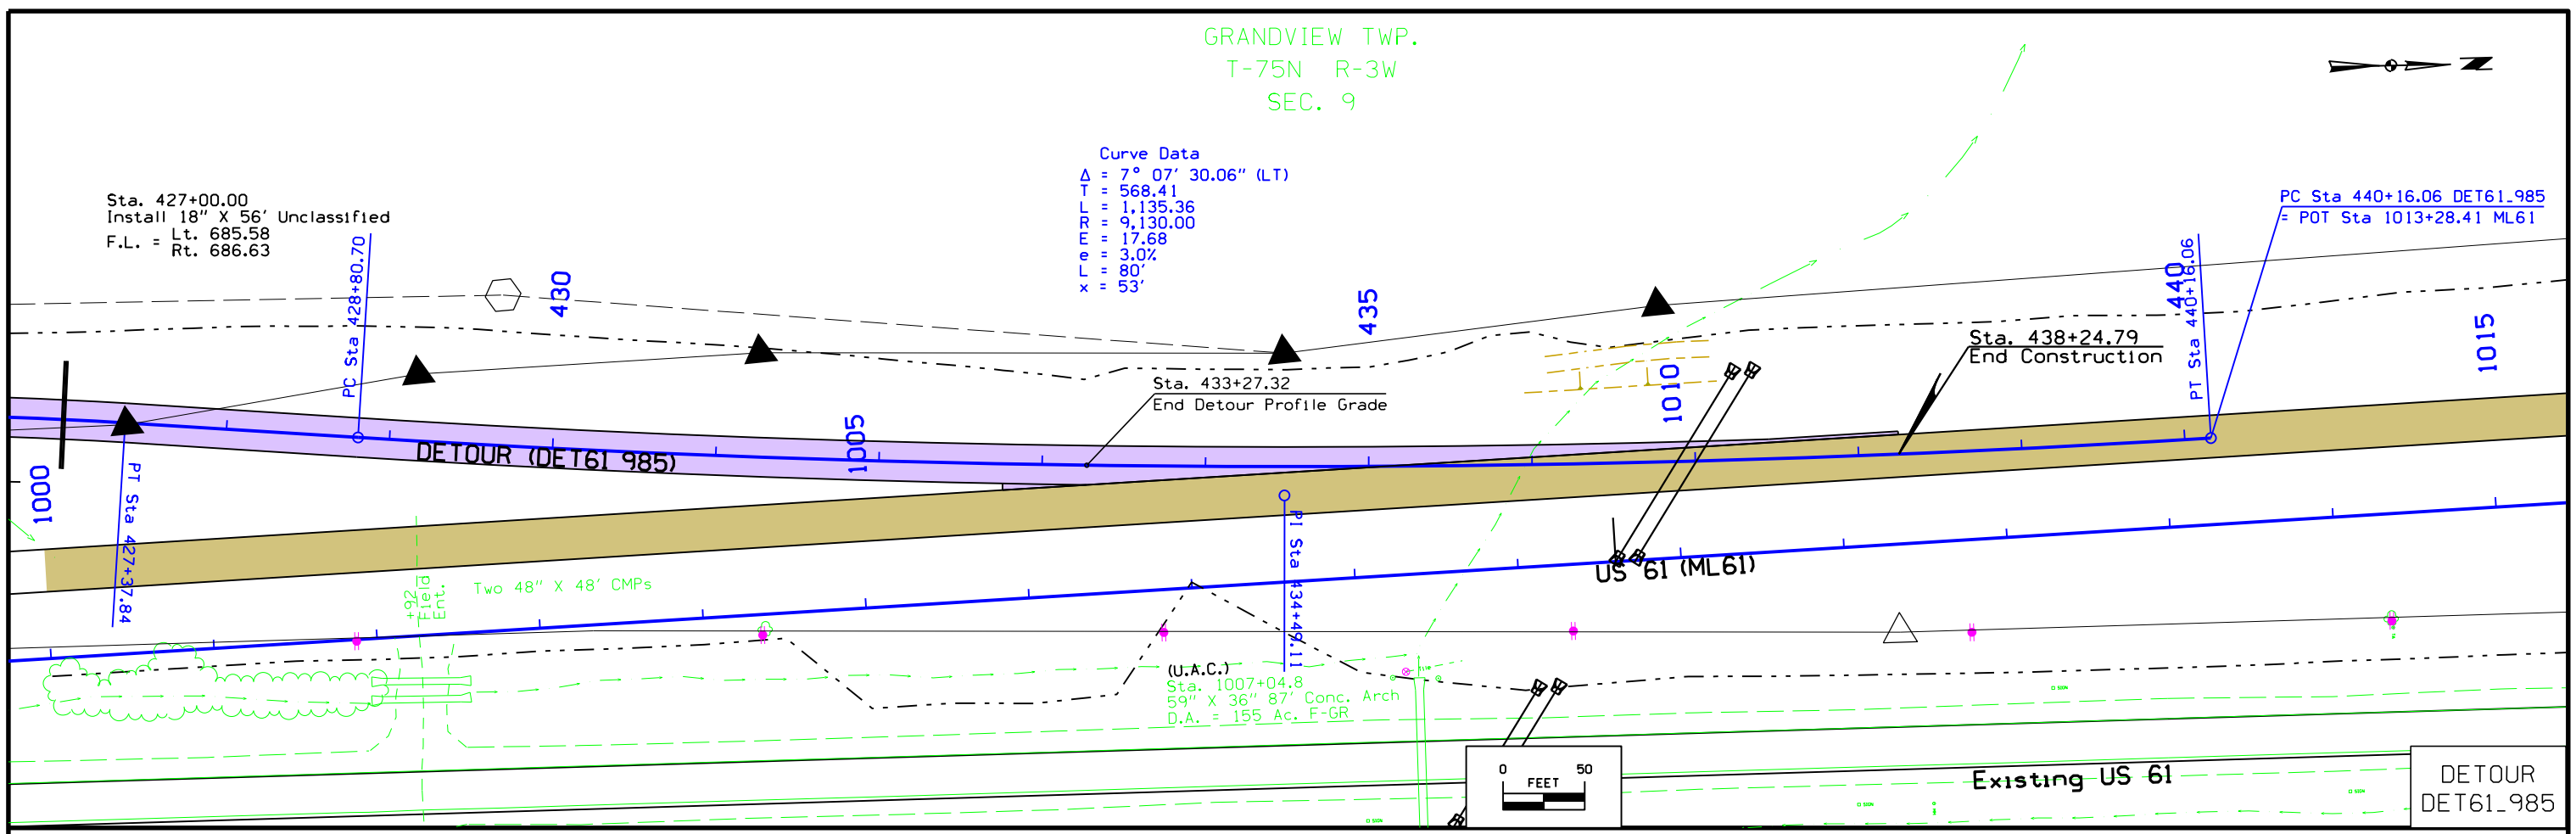 GRANDVIEW TWP.
T-75N R-3W
SEC. 9
N
Curve Data
Δ = 7° 07' 30.06" (LT)
T = 568.41
L = 1,135.36
R = 9,130.00
E = 17.68
e = 3.0%
L = 80'
x = 53'
Sta. 427+00.00
Install 18" X 56' Unclassified
F.L. = Lt. 685.58
Rt. 686.63
PC Sta 428+80.70
430
435
440
PT Sta 440+16.06
PC Sta 440+16.06 DET61_985
= POT Sta 1013+28.41 ML61
1015
Sta. 438+24.79
End Construction
Sta. 433+27.32
End Detour Profile Grade
1010
1005
1000
DETOUR (DET61 985)
PT Sta 427+37.84
PI Sta 434+49.11
US 61 (ML61)
+92
Field
Ent.
Two 48" X 48' CMPs
(U.A.C.)
Sta. 1007+04.8
59" X 36" 87' Conc. Arch
D.A. = 155 Ac. F-GR
0 50
FEET
Existing US 61
SIGN
SIGN
SIGN
SIGN
DETOUR
DET61_985